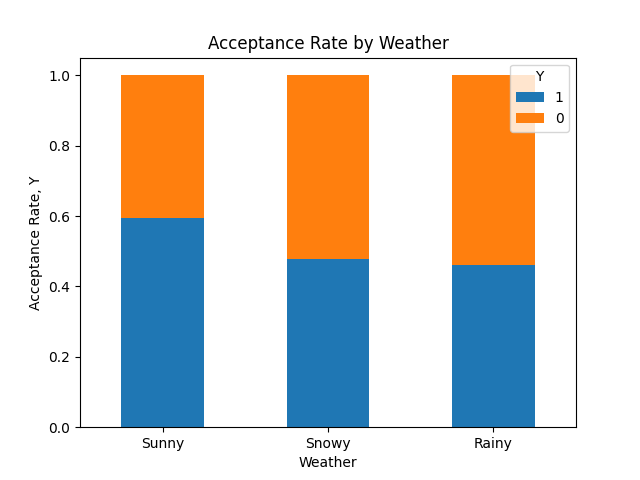 Acceptance Rate by Weather
Y
1
0
1.0
0.8
0.6
0.4
0.2
0.0
Acceptance Rate, Y
Sunny
Snowy
Rainy
Weather